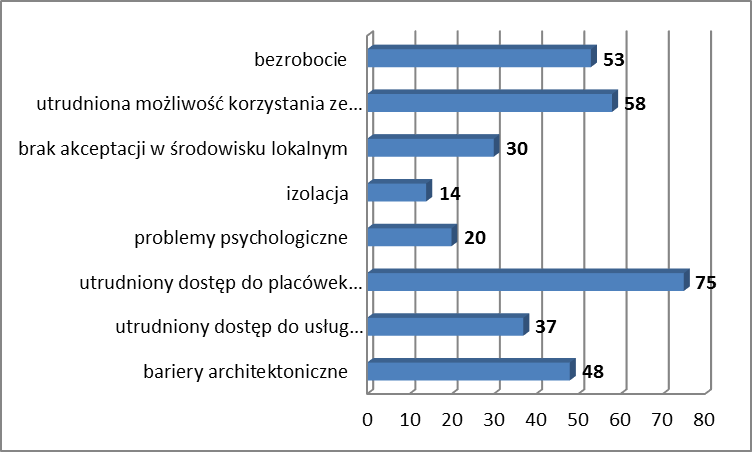 bezrobocie 53
utrudniona możliwość korzystania ze... 58
brak akceptacji w środowisku lokalnym 30
izolacja 14
problemy psychologiczne 20
utrudniony dostęp do placówek... 75
utrudniony dostęp do usług... 37
bariery architektoniczne 48
0 10 20 30 40 50 60 70 80